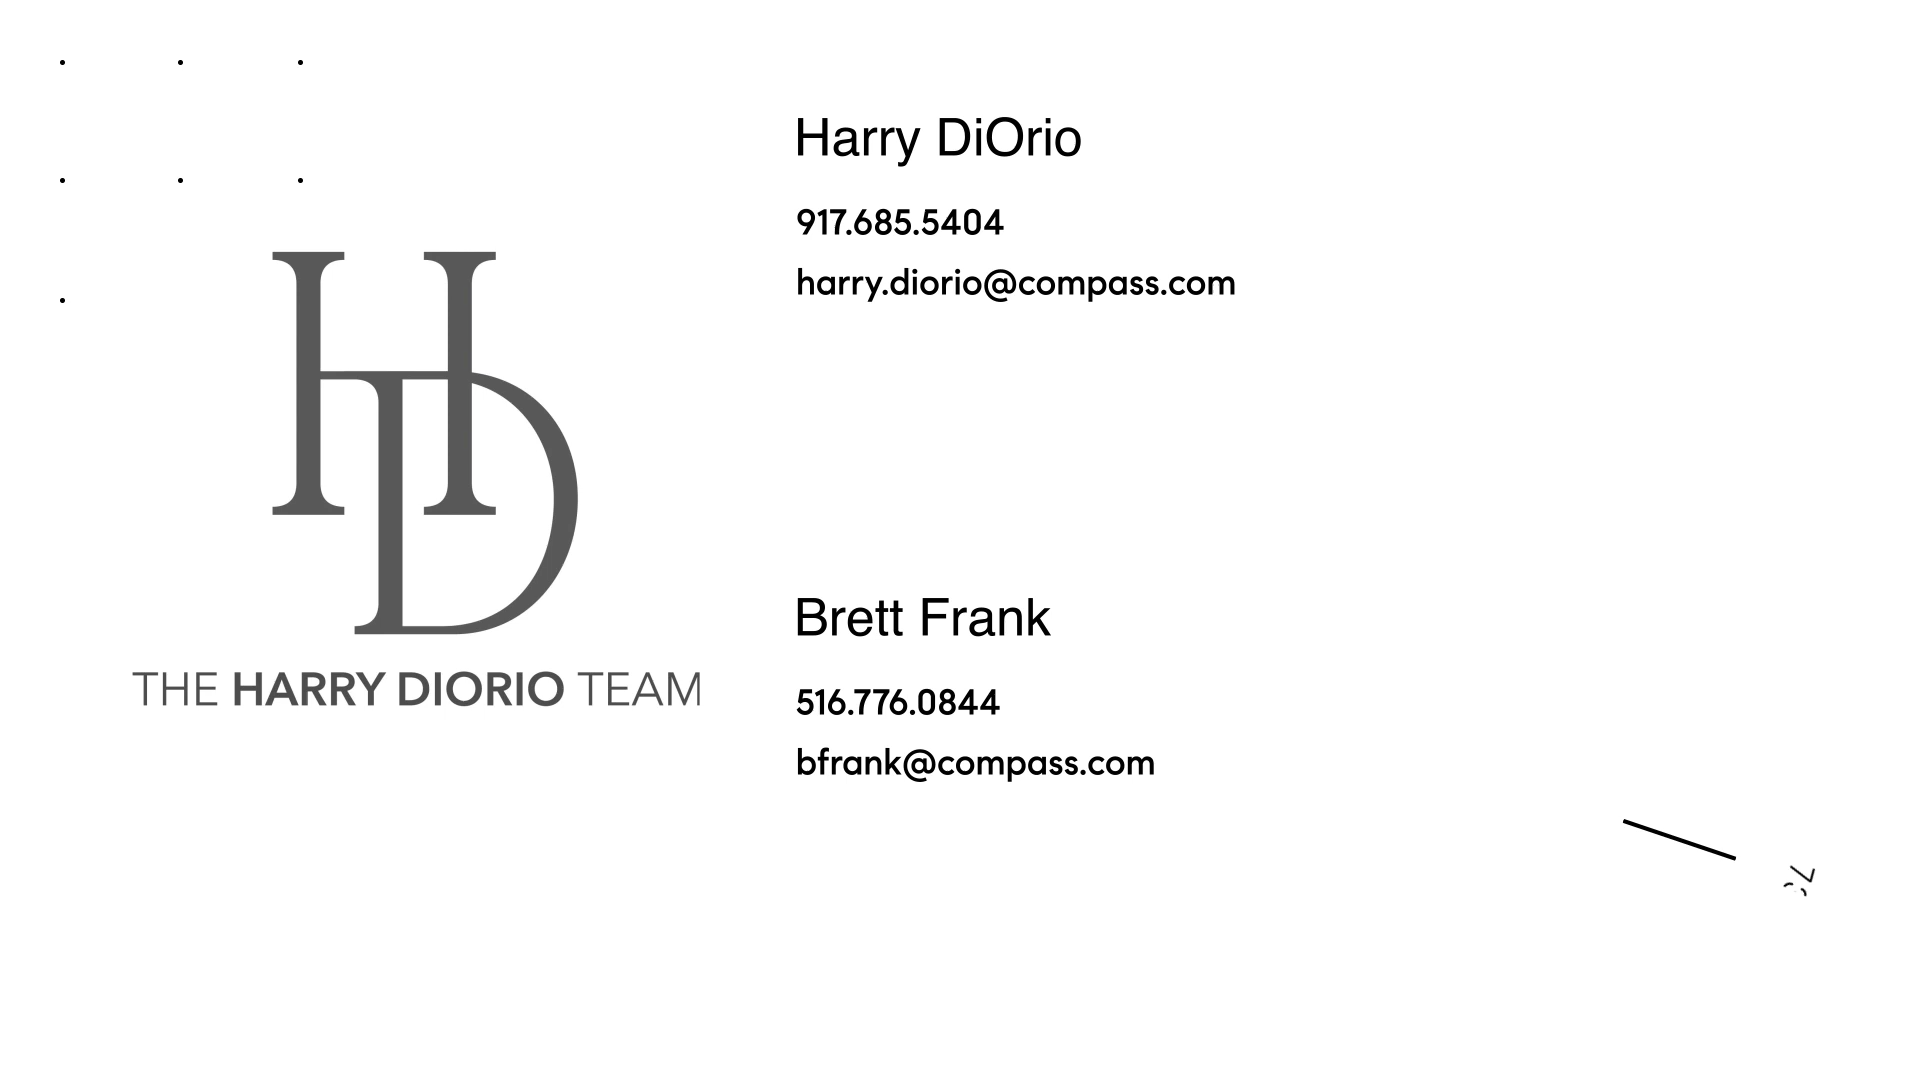 THE HARRY DIORIO TEAM
Harry DiOrio
917.685.5404
harry.diorio@compass.com
Brett Frank
516.776.0844
bfrank@compass.com